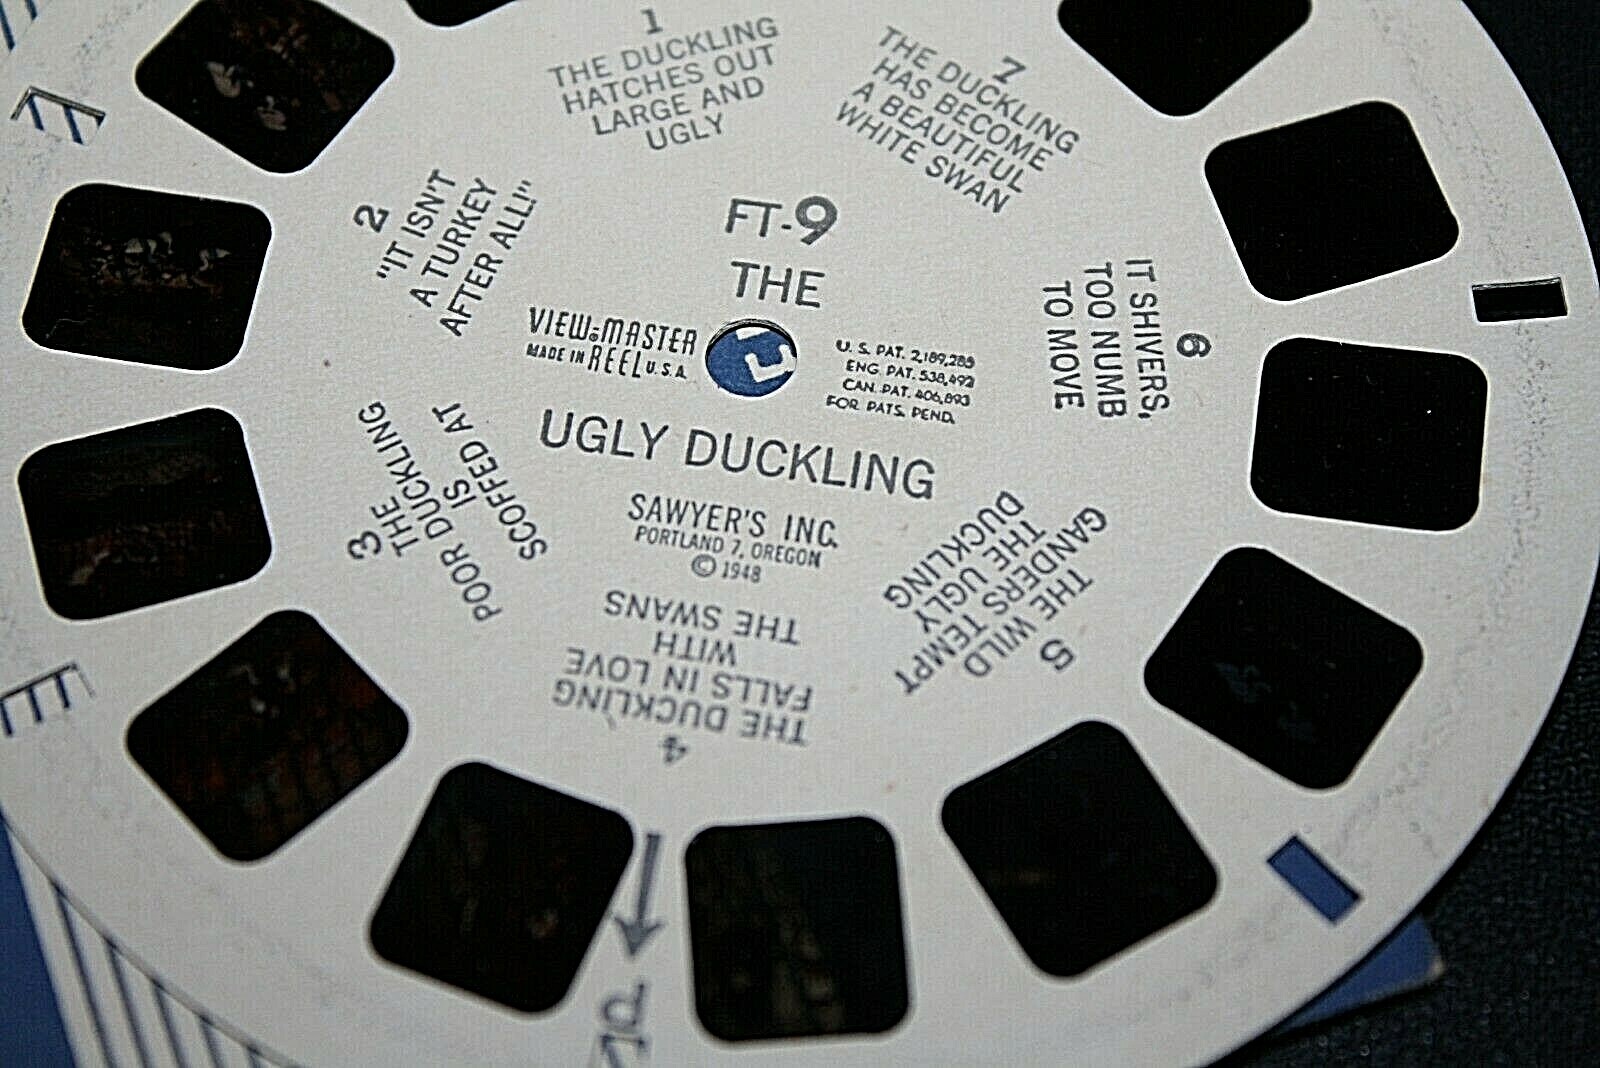 FT-9
THE
UGLY DUCKLING
VIEW-MASTER
MADE IN REEL U.S.A.
U. S. PAT. 2,189,285
ENG. PAT. 538,492
CAN. PAT. 406,893
FOR. PATS. PEND.
SAWYER'S INC.
PORTLAND 7, OREGON
© 1948
1
THE DUCKLING
HATCHES OUT
LARGE AND
UGLY
2
"IT ISN'T
A TURKEY
AFTER ALL!"
3
THE
POOR DUCKLING
IS
SCOFFED AT
4
THE DUCKLING
FALLS IN LOVE
WITH
THE SWANS
5
THE WILD
GANDERS TEMPT
THE UGLY
DUCKLING
6
IT SHIVERS,
TOO NUMB
TO MOVE
7
THE DUCKLING
HAS BECOME
A BEAUTIFUL
WHITE SWAN